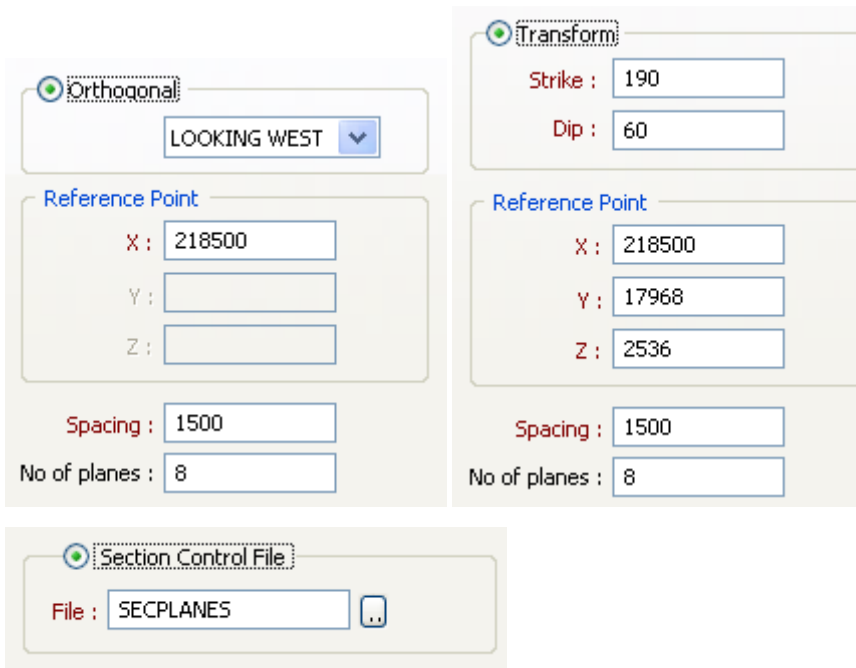 Orthogonal
LOOKING WEST
Reference Point
X : 218500
Y :
Z :
Spacing : 1500
No of planes : 8
Transform
Strike : 190
Dip : 60
Reference Point
X : 218500
Y : 17968
Z : 2536
Spacing : 1500
No of planes : 8
Section Control File
File : SECPLANES ..